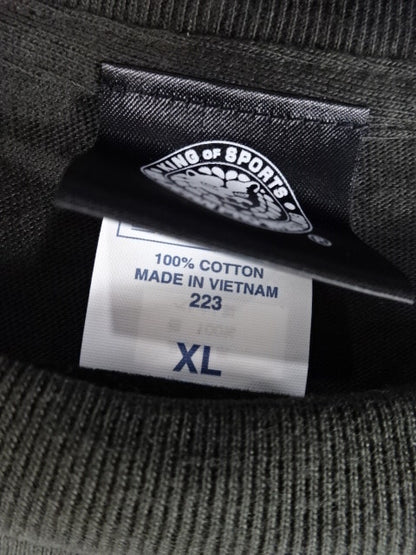 KING OF SPORTS
®
100% COTTON
MADE IN VIETNAM
223
XL